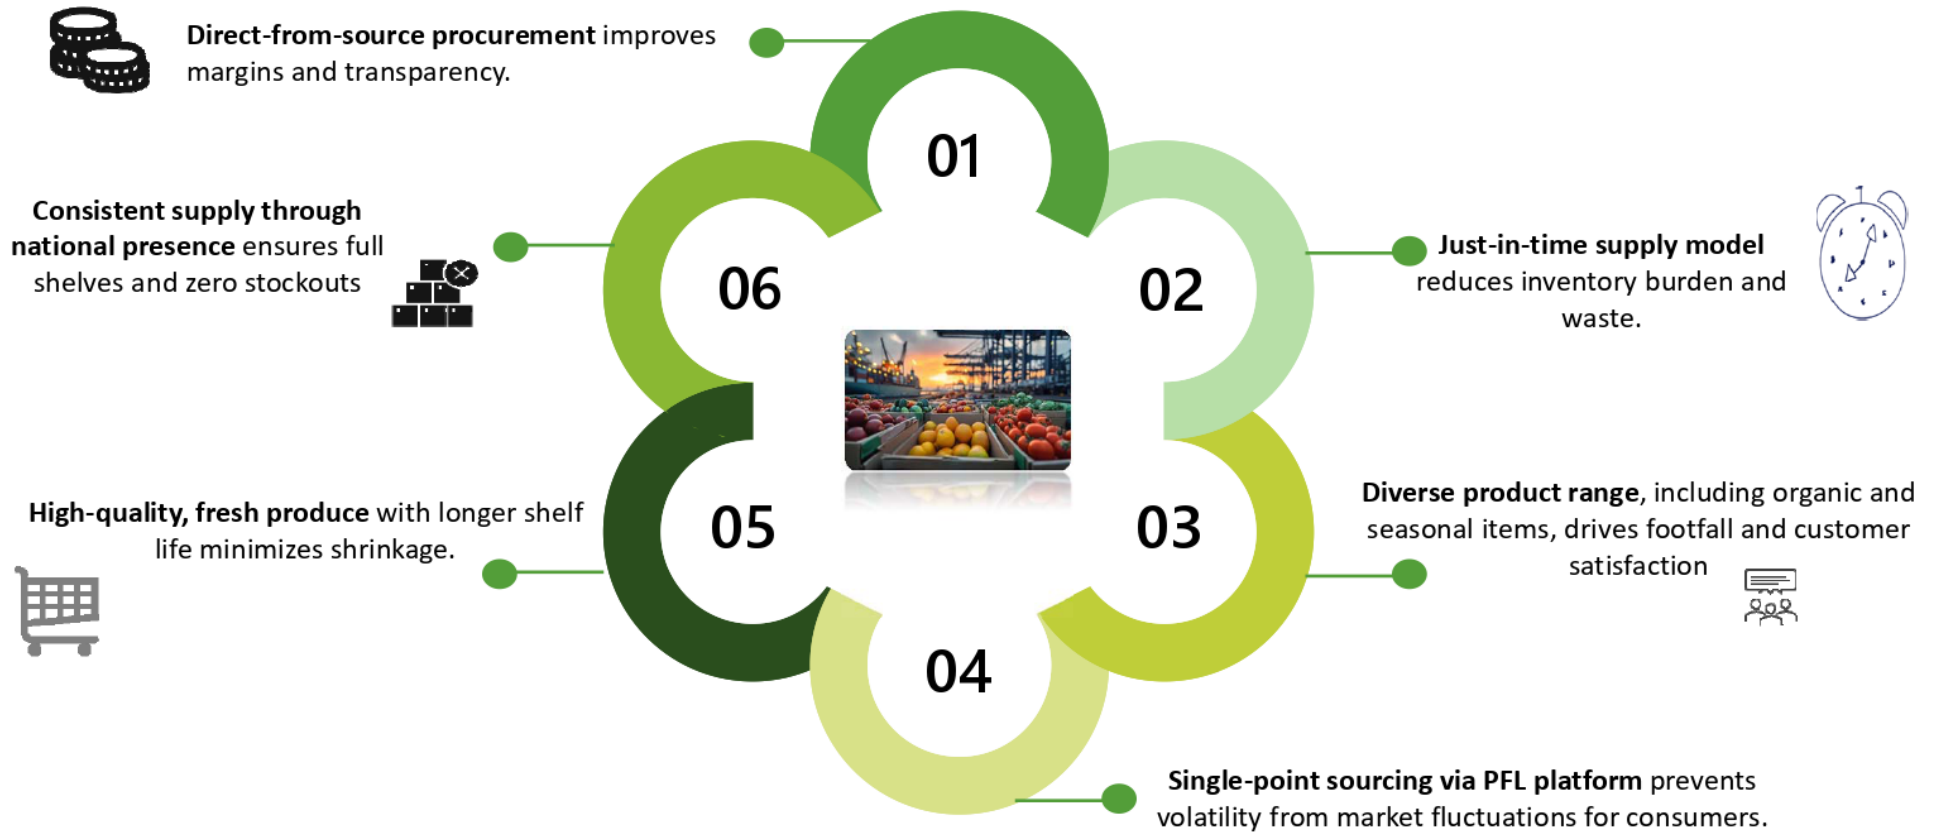 01
Direct-from-source procurement improves
margins and transparency.
02
Just-in-time supply model
reduces inventory burden and
waste.
03
Diverse product range, including organic and
seasonal items, drives footfall and customer
satisfaction
04
Single-point sourcing via PFL platform prevents
volatility from market fluctuations for consumers.
05
High-quality, fresh produce with longer shelf
life minimizes shrinkage.
06
Consistent supply through
national presence ensures full
shelves and zero stockouts